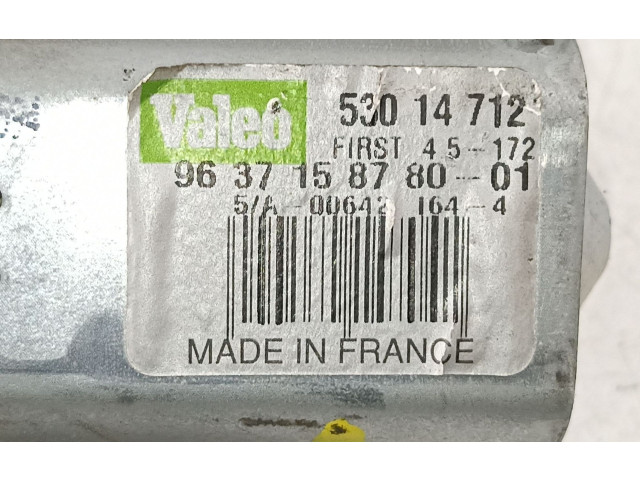 Valeo
530 14 712
FIRST 45-172
96 37 15 87 80-01
5/A-00642 164-4
MADE IN FRANCE